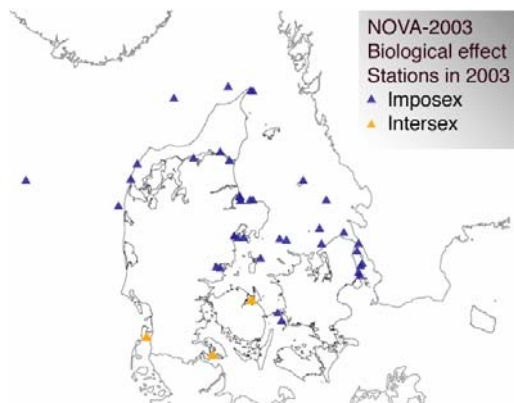 NOVA-2003
Biological effect
Stations in 2003
Imposex
Intersex